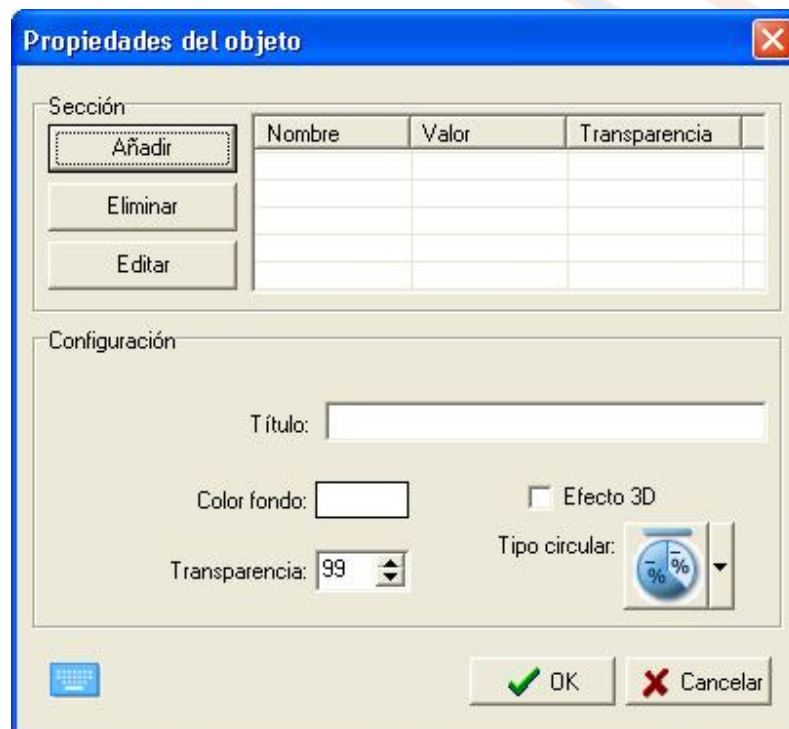 Propiedades del objeto
Sección
Añadir
Nombre Valor Transparencia
Eliminar
Editar
Configuración
Título:
Color fondo:
Efecto 3D
Tipo circular:
% %
Transparencia: 99
OK
Cancelar